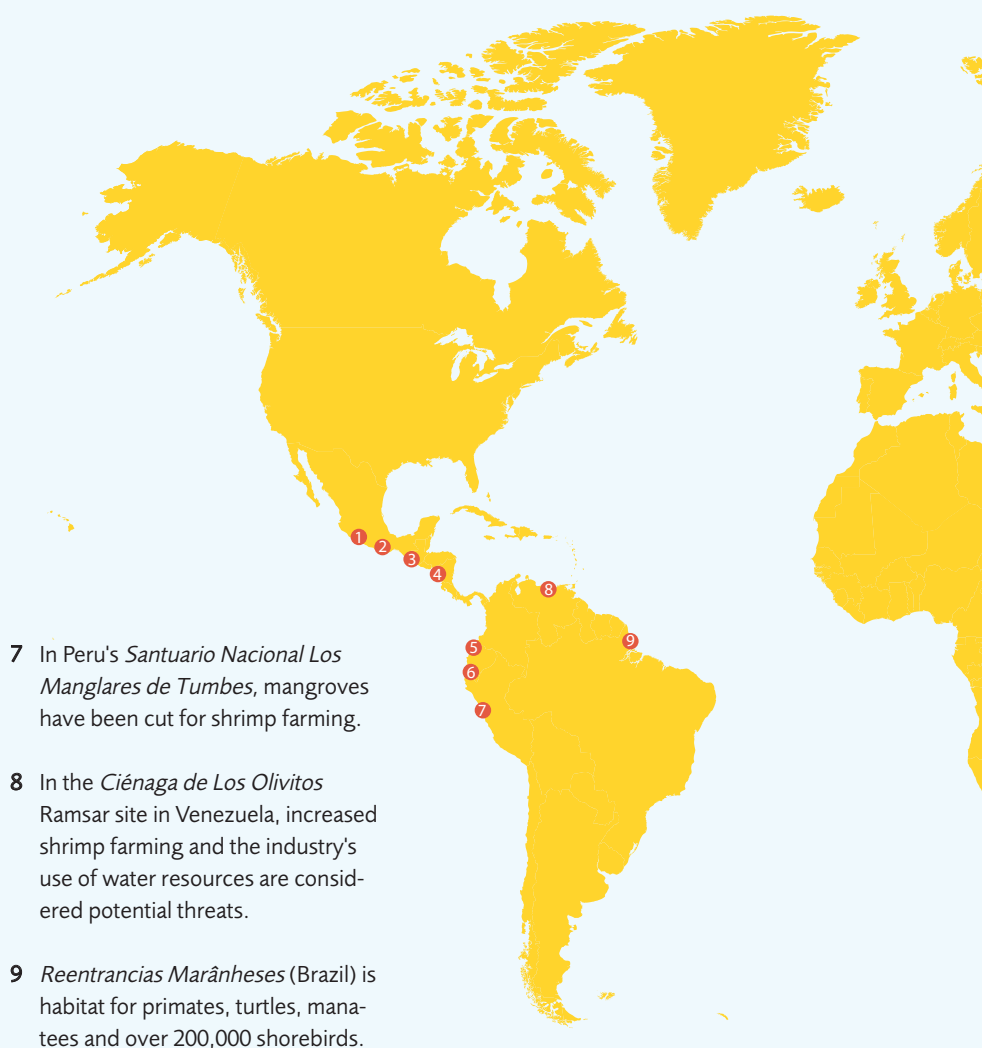 1
2
3
4
8
5
9
6
7
7 In Peru's Santuario Nacional Los
Manglares de Tumbes, mangroves
have been cut for shrimp farming.
8 In the Ciénaga de Los Olivitos
Ramsar site in Venezuela, increased
shrimp farming and the industry's
use of water resources are consid-
ered potential threats.
9 Reentrancias Marânheses (Brazil) is
habitat for primates, turtles, mana-
tees and over 200,000 shorebirds.